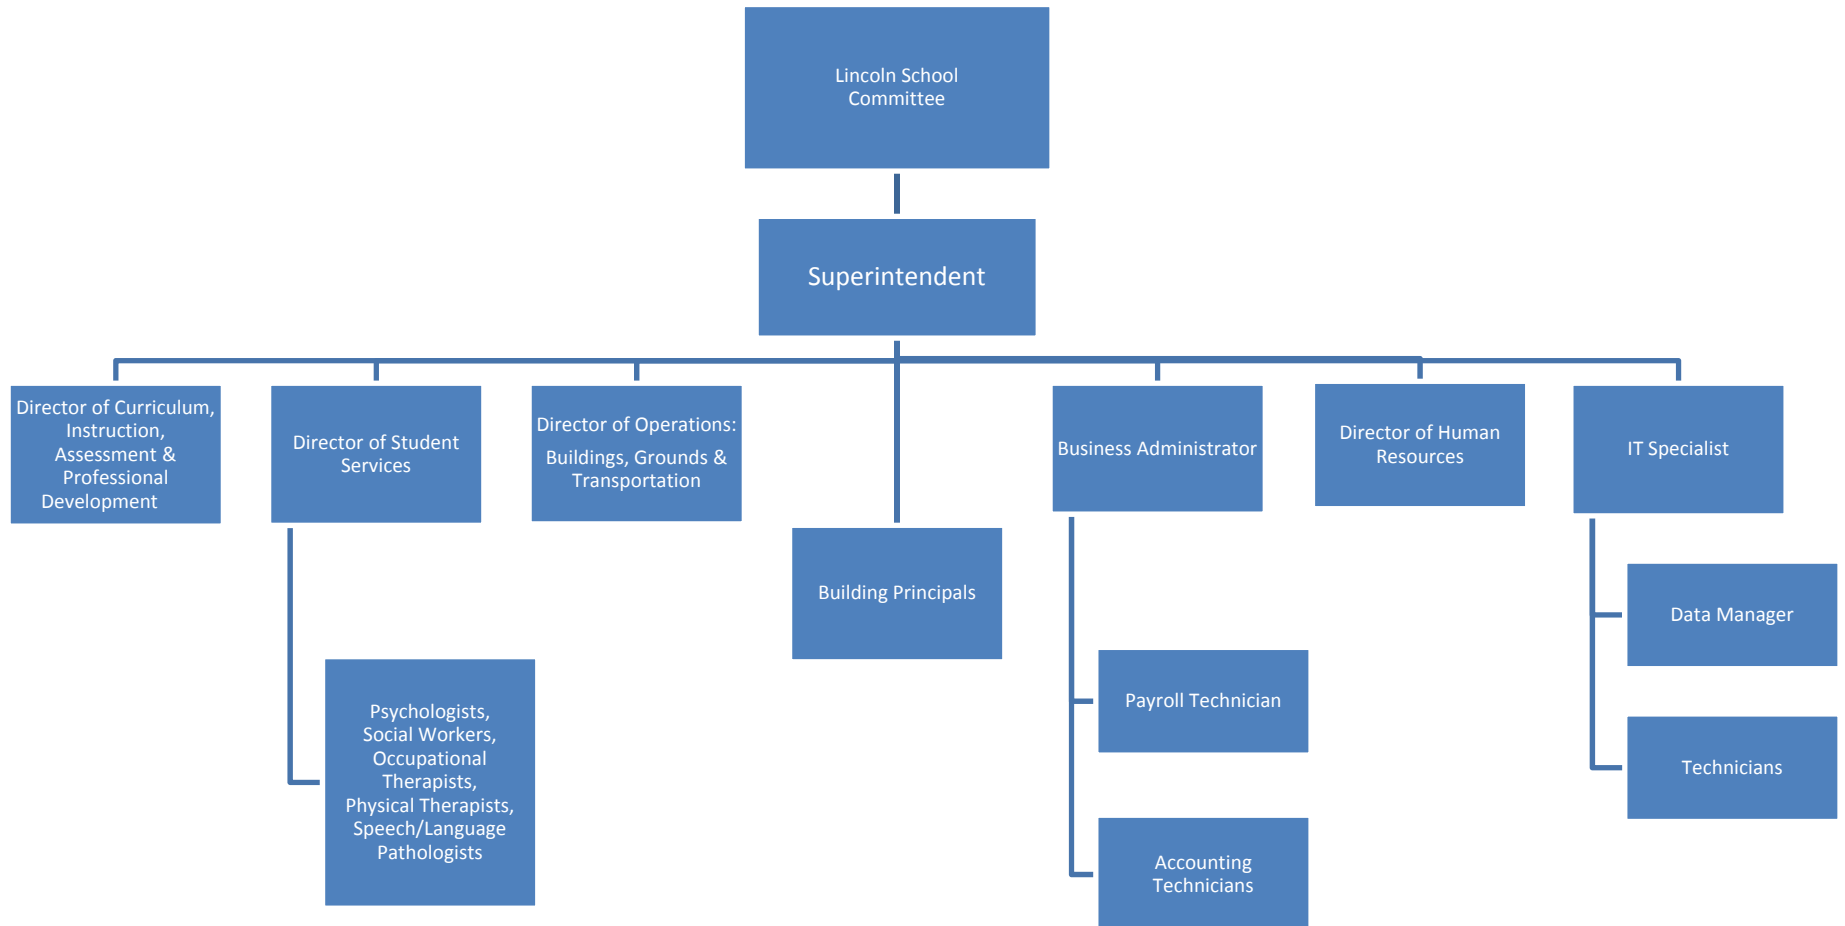 Lincoln School
Committee
Superintendent
Director of Curriculum,
Instruction,
Assessment &
Professional
Development
Director of Student
Services
Director of Operations:
Buildings, Grounds &
Transportation
Business Administrator
Director of Human
Resources
IT Specialist
Building Principals
Data Manager
Psychologists,
Social Workers,
Occupational
Therapists,
Physical Therapists,
Speech/Language
Pathologists
Payroll Technician
Technicians
Accounting
Technicians